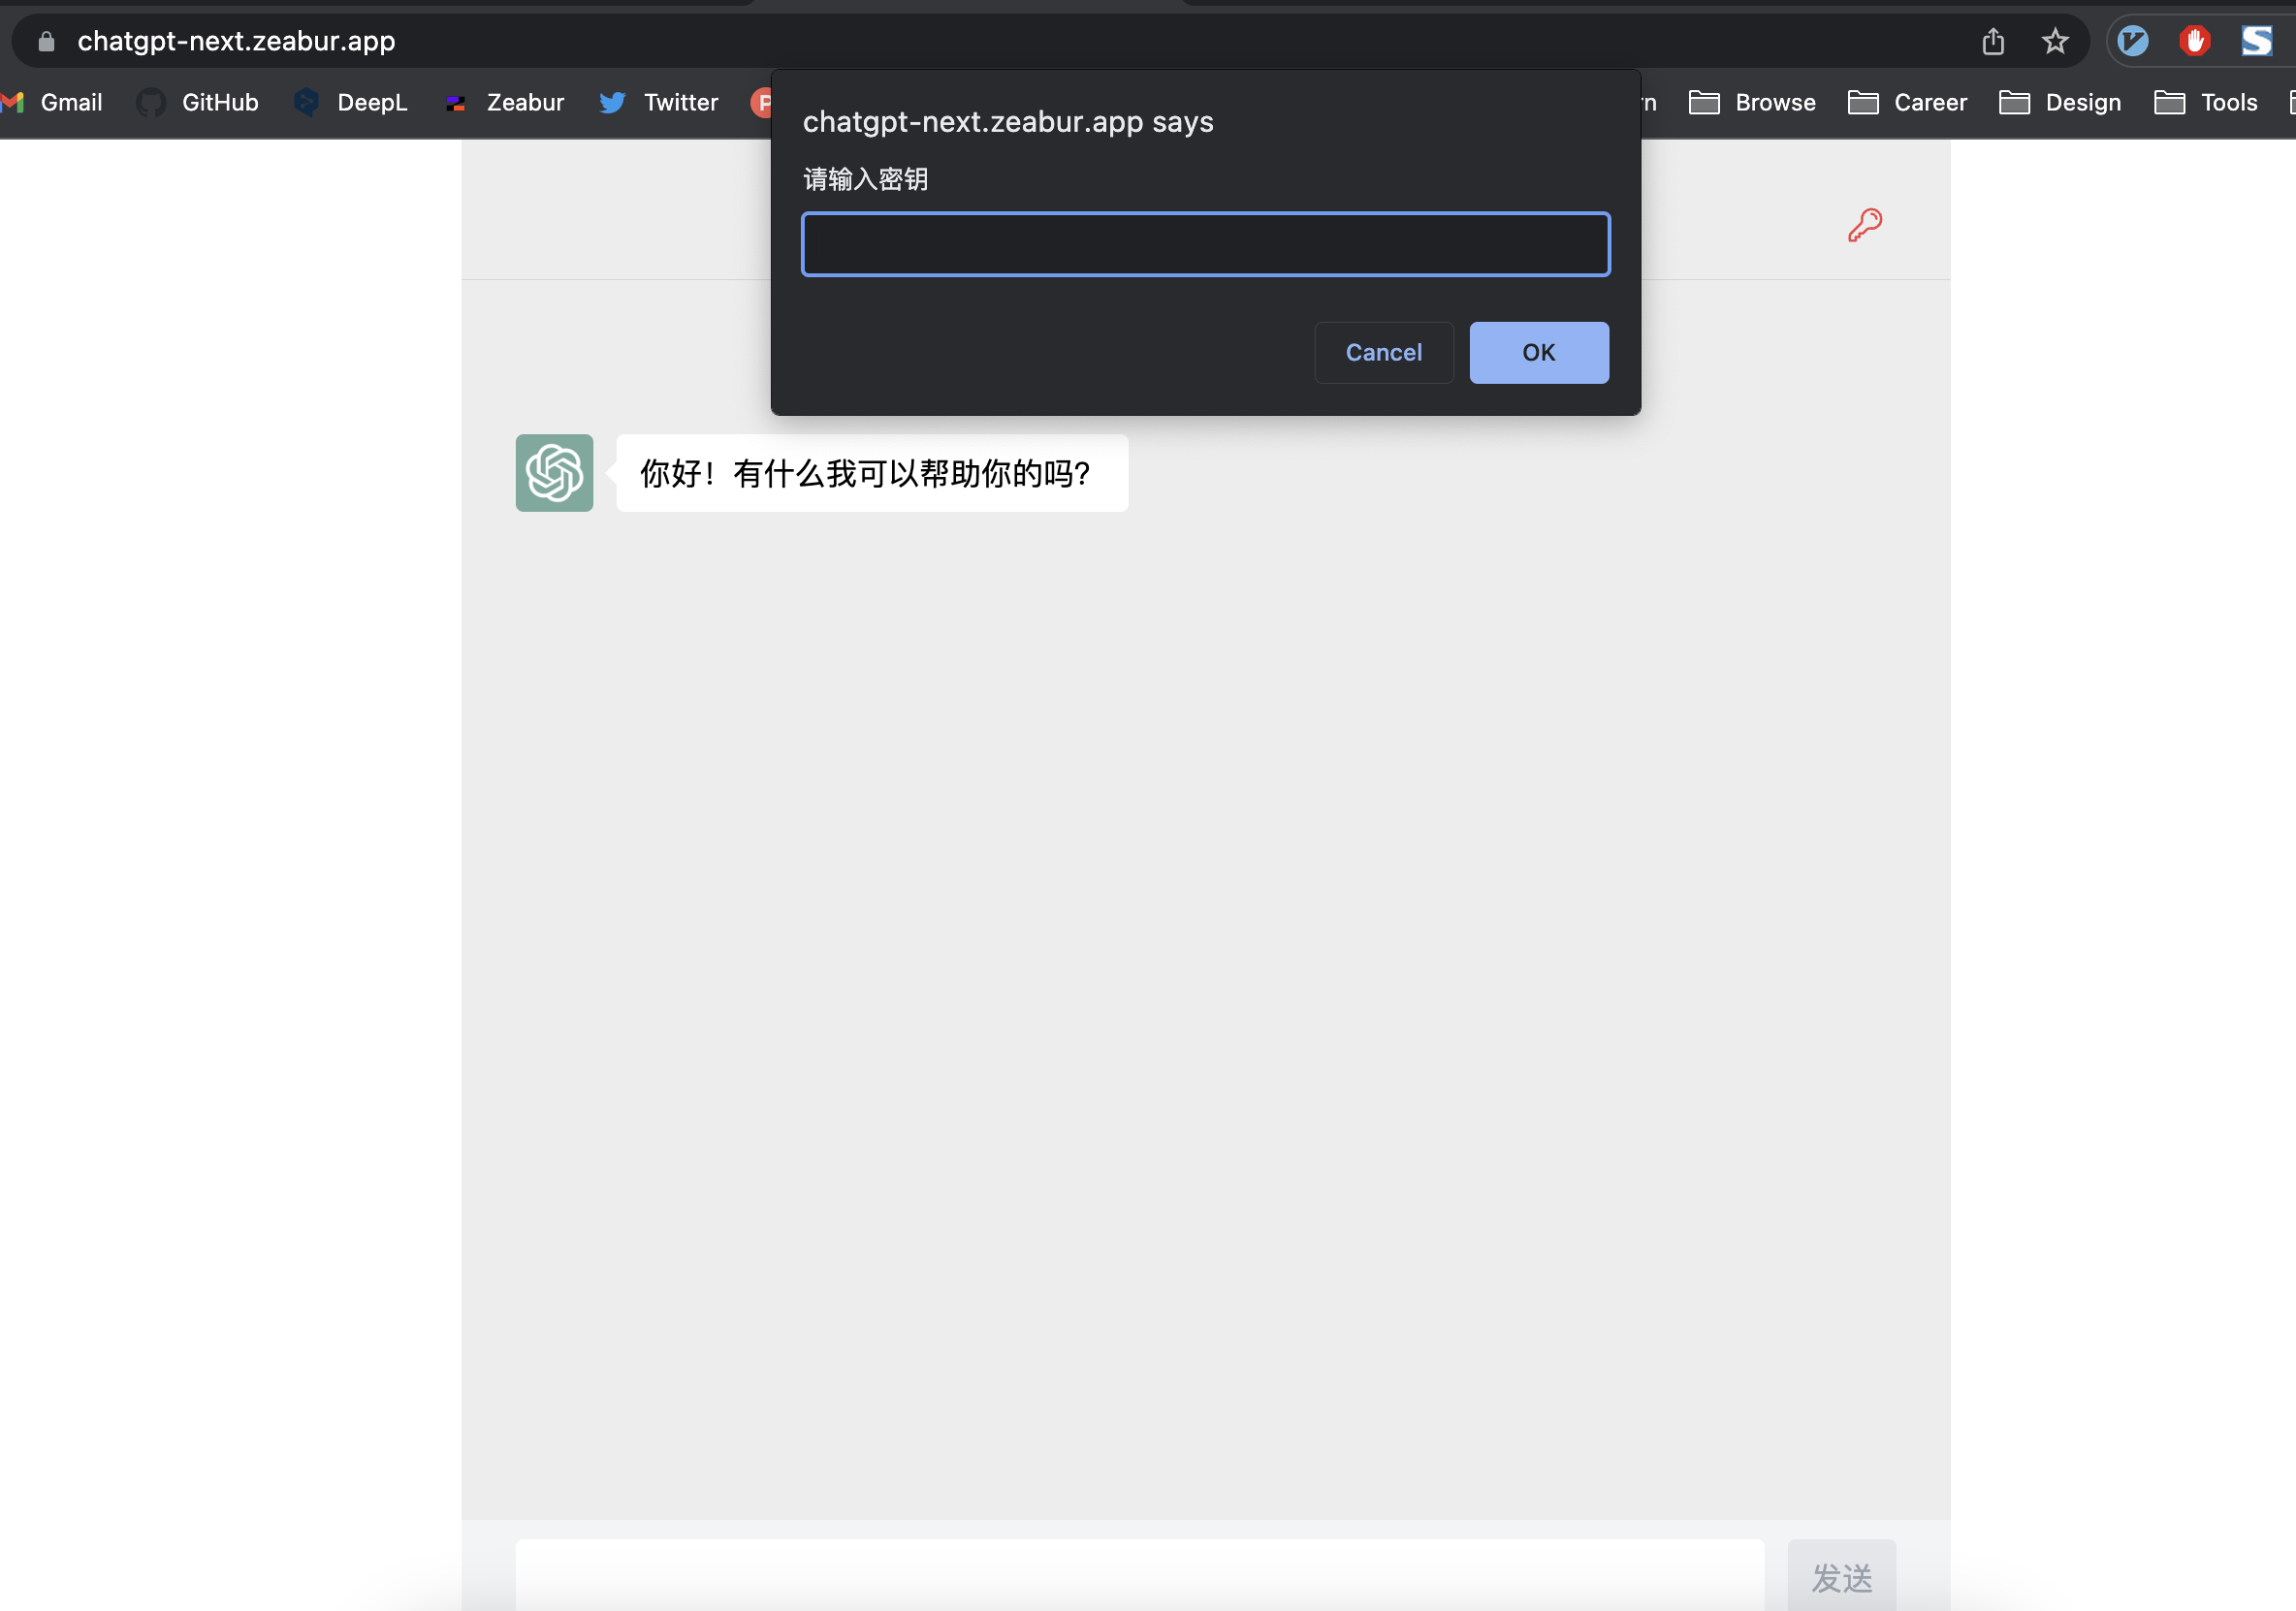 chatgpt-next.zeabur.app
Gmail GitHub DeepL Zeabur Twitter Browse Career Design Tools
chatgpt-next.zeabur.app says
请输入密钥
Cancel OK
你好！有什么我可以帮助你的吗？
发送